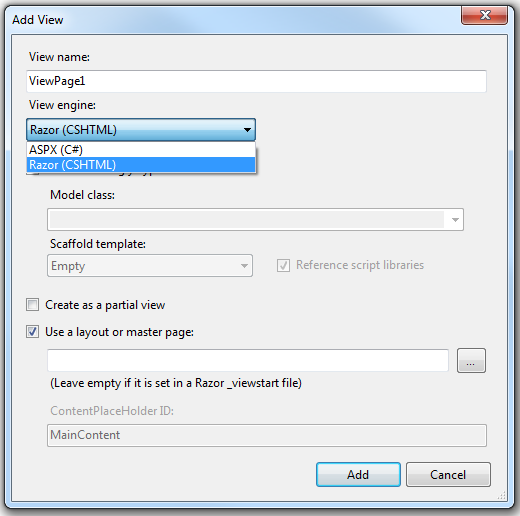 Add View
View name:
ViewPage1
View engine:
Razor (CSHTML)
ASPX (C#)
Razor (CSHTML)
Model class:
Scaffold template:
Empty
Reference script libraries
Create as a partial view
Use a layout or master page:
...
(Leave empty if it is set in a Razor _viewstart file)
ContentPlaceHolder ID:
MainContent
Add
Cancel